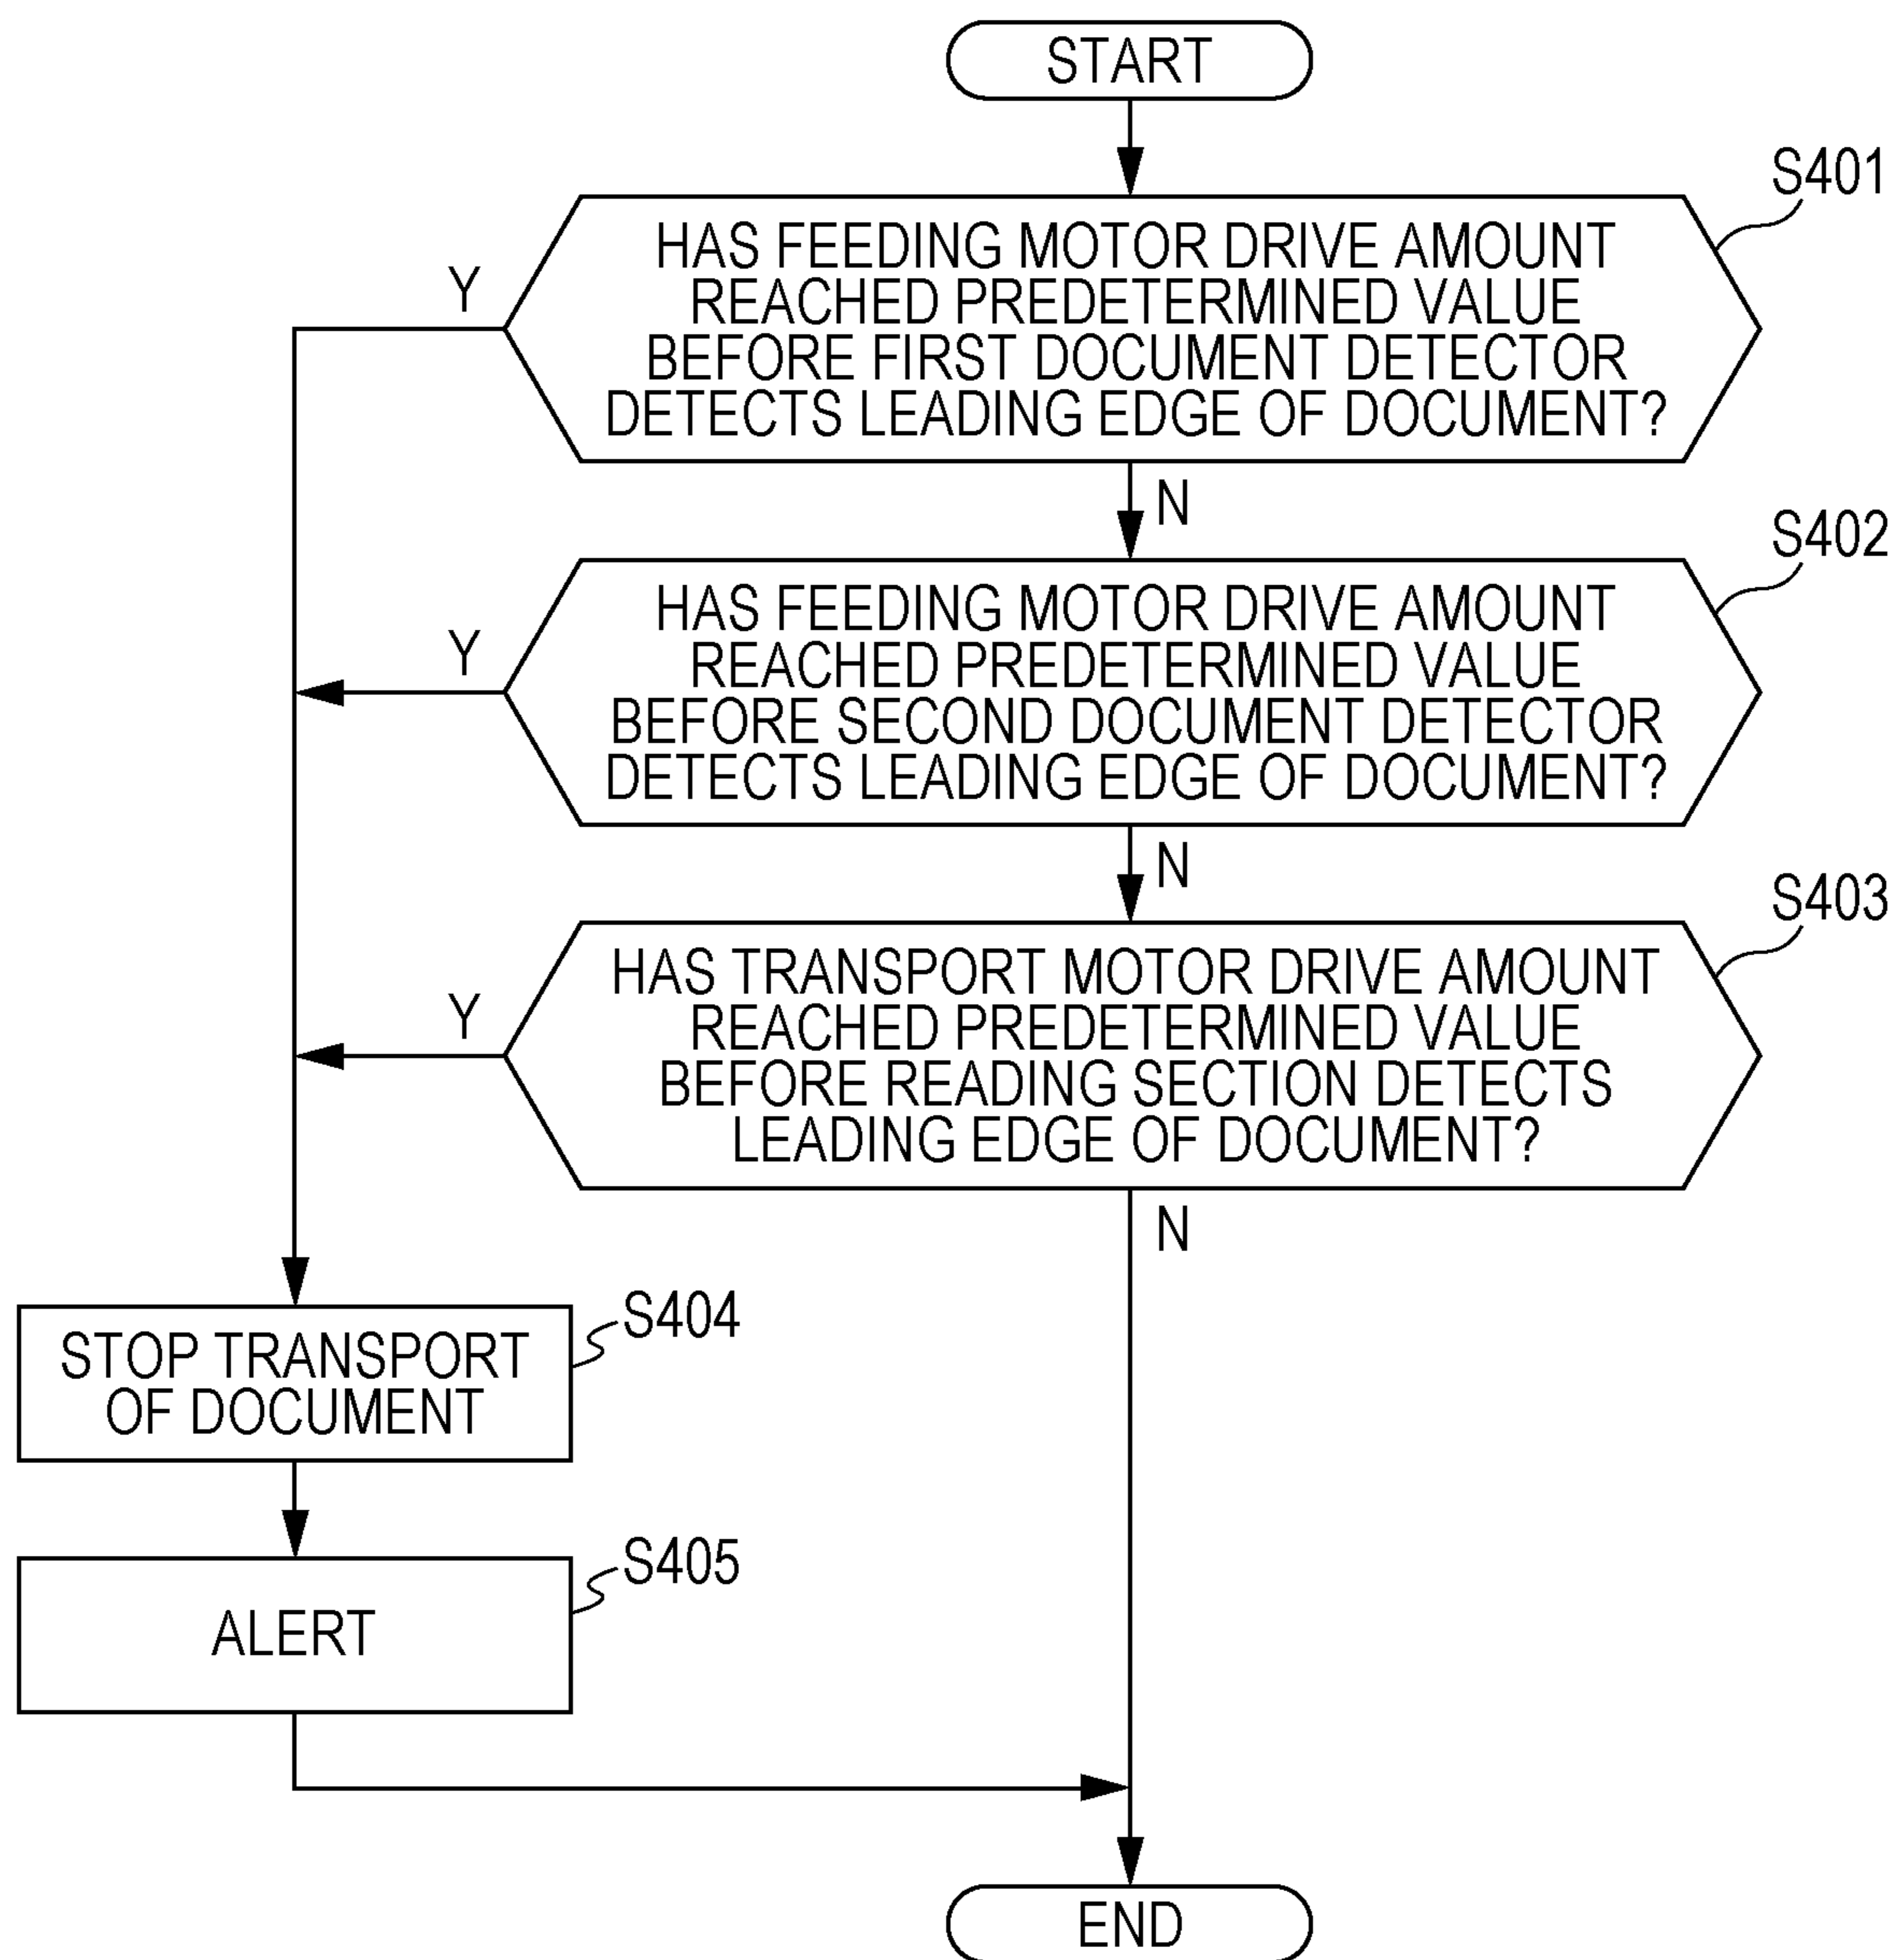 START
S401
HAS FEEDING MOTOR DRIVE AMOUNT
REACHED PREDETERMINED VALUE
BEFORE FIRST DOCUMENT DETECTOR
DETECTS LEADING EDGE OF DOCUMENT?
Y
N
S402
HAS FEEDING MOTOR DRIVE AMOUNT
REACHED PREDETERMINED VALUE
BEFORE SECOND DOCUMENT DETECTOR
DETECTS LEADING EDGE OF DOCUMENT?
Y
N
S403
HAS TRANSPORT MOTOR DRIVE AMOUNT
REACHED PREDETERMINED VALUE
BEFORE READING SECTION DETECTS
LEADING EDGE OF DOCUMENT?
Y
N
S404
STOP TRANSPORT
OF DOCUMENT
S405
ALERT
END